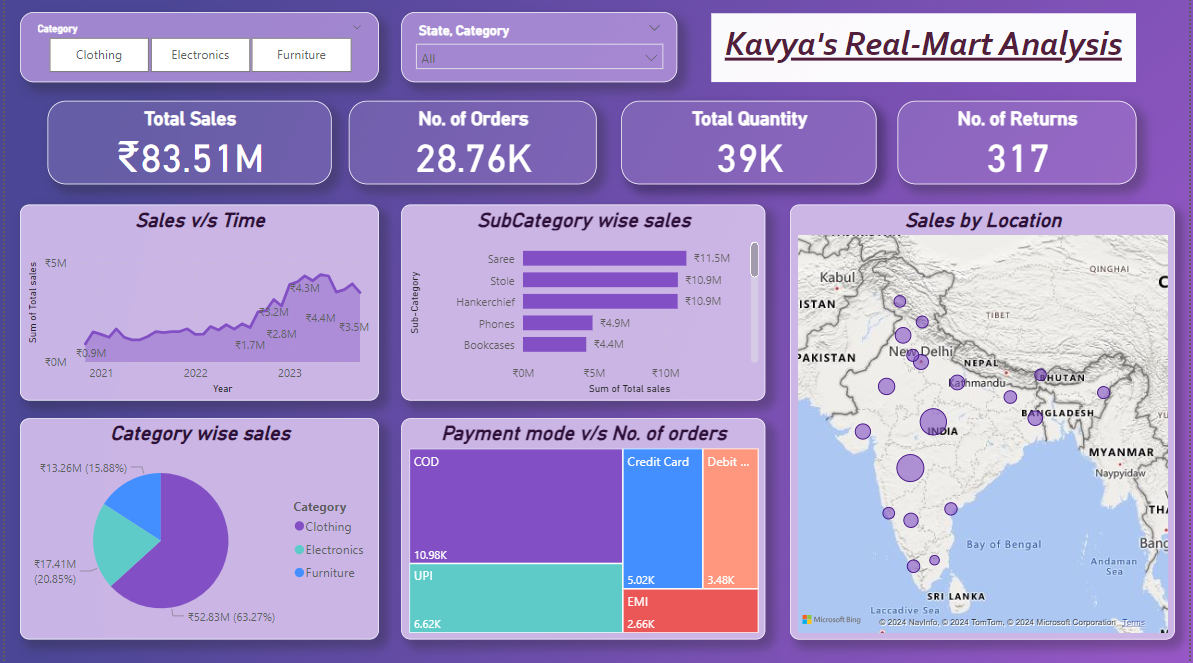 Category
Clothing
Electronics
Furniture
State, Category
All
Kavya's Real-Mart Analysis
Total Sales
₹83.51M
No. of Orders
28.76K
Total Quantity
39K
No. of Returns
317
Sales v/s Time
Sum of Total sales
₹5M
₹0M
₹0.9M
₹1.7M
₹2.8M
₹4.3M
₹4.4M
₹3.5M
2021
2022
2023
Year
SubCategory wise sales
Sub-Category
Saree ₹11.5M
Stole ₹10.9M
Hankerchief ₹10.9M
Phones ₹4.9M
Bookcases ₹4.4M
₹0M ₹5M ₹10M
Sum of Total sales
Sales by Location
Kabul
QINGHAI
TIBET
PAKISTAN
New Delhi
NEPAL
Kathmandu
BHUTAN
BANGLADESH
INDIA
MYANMAR
Naypyidaw
Bay of Bengal
Andaman
Sea
SRI LANKA
Laccadive Sea
Microsoft Bing
© 2024 NavInfo, © 2024 TomTom, © 2024 Microsoft Corporation Terms
Category wise sales
₹13.26M (15.88%)
₹17.41M
(20.85%)
₹52.83M (63.27%)
Category
Clothing
Electronics
Furniture
Payment mode v/s No. of orders
COD
10.98K
UPI
6.62K
Credit Card
5.02K
Debit ...
3.48K
EMI
2.66K